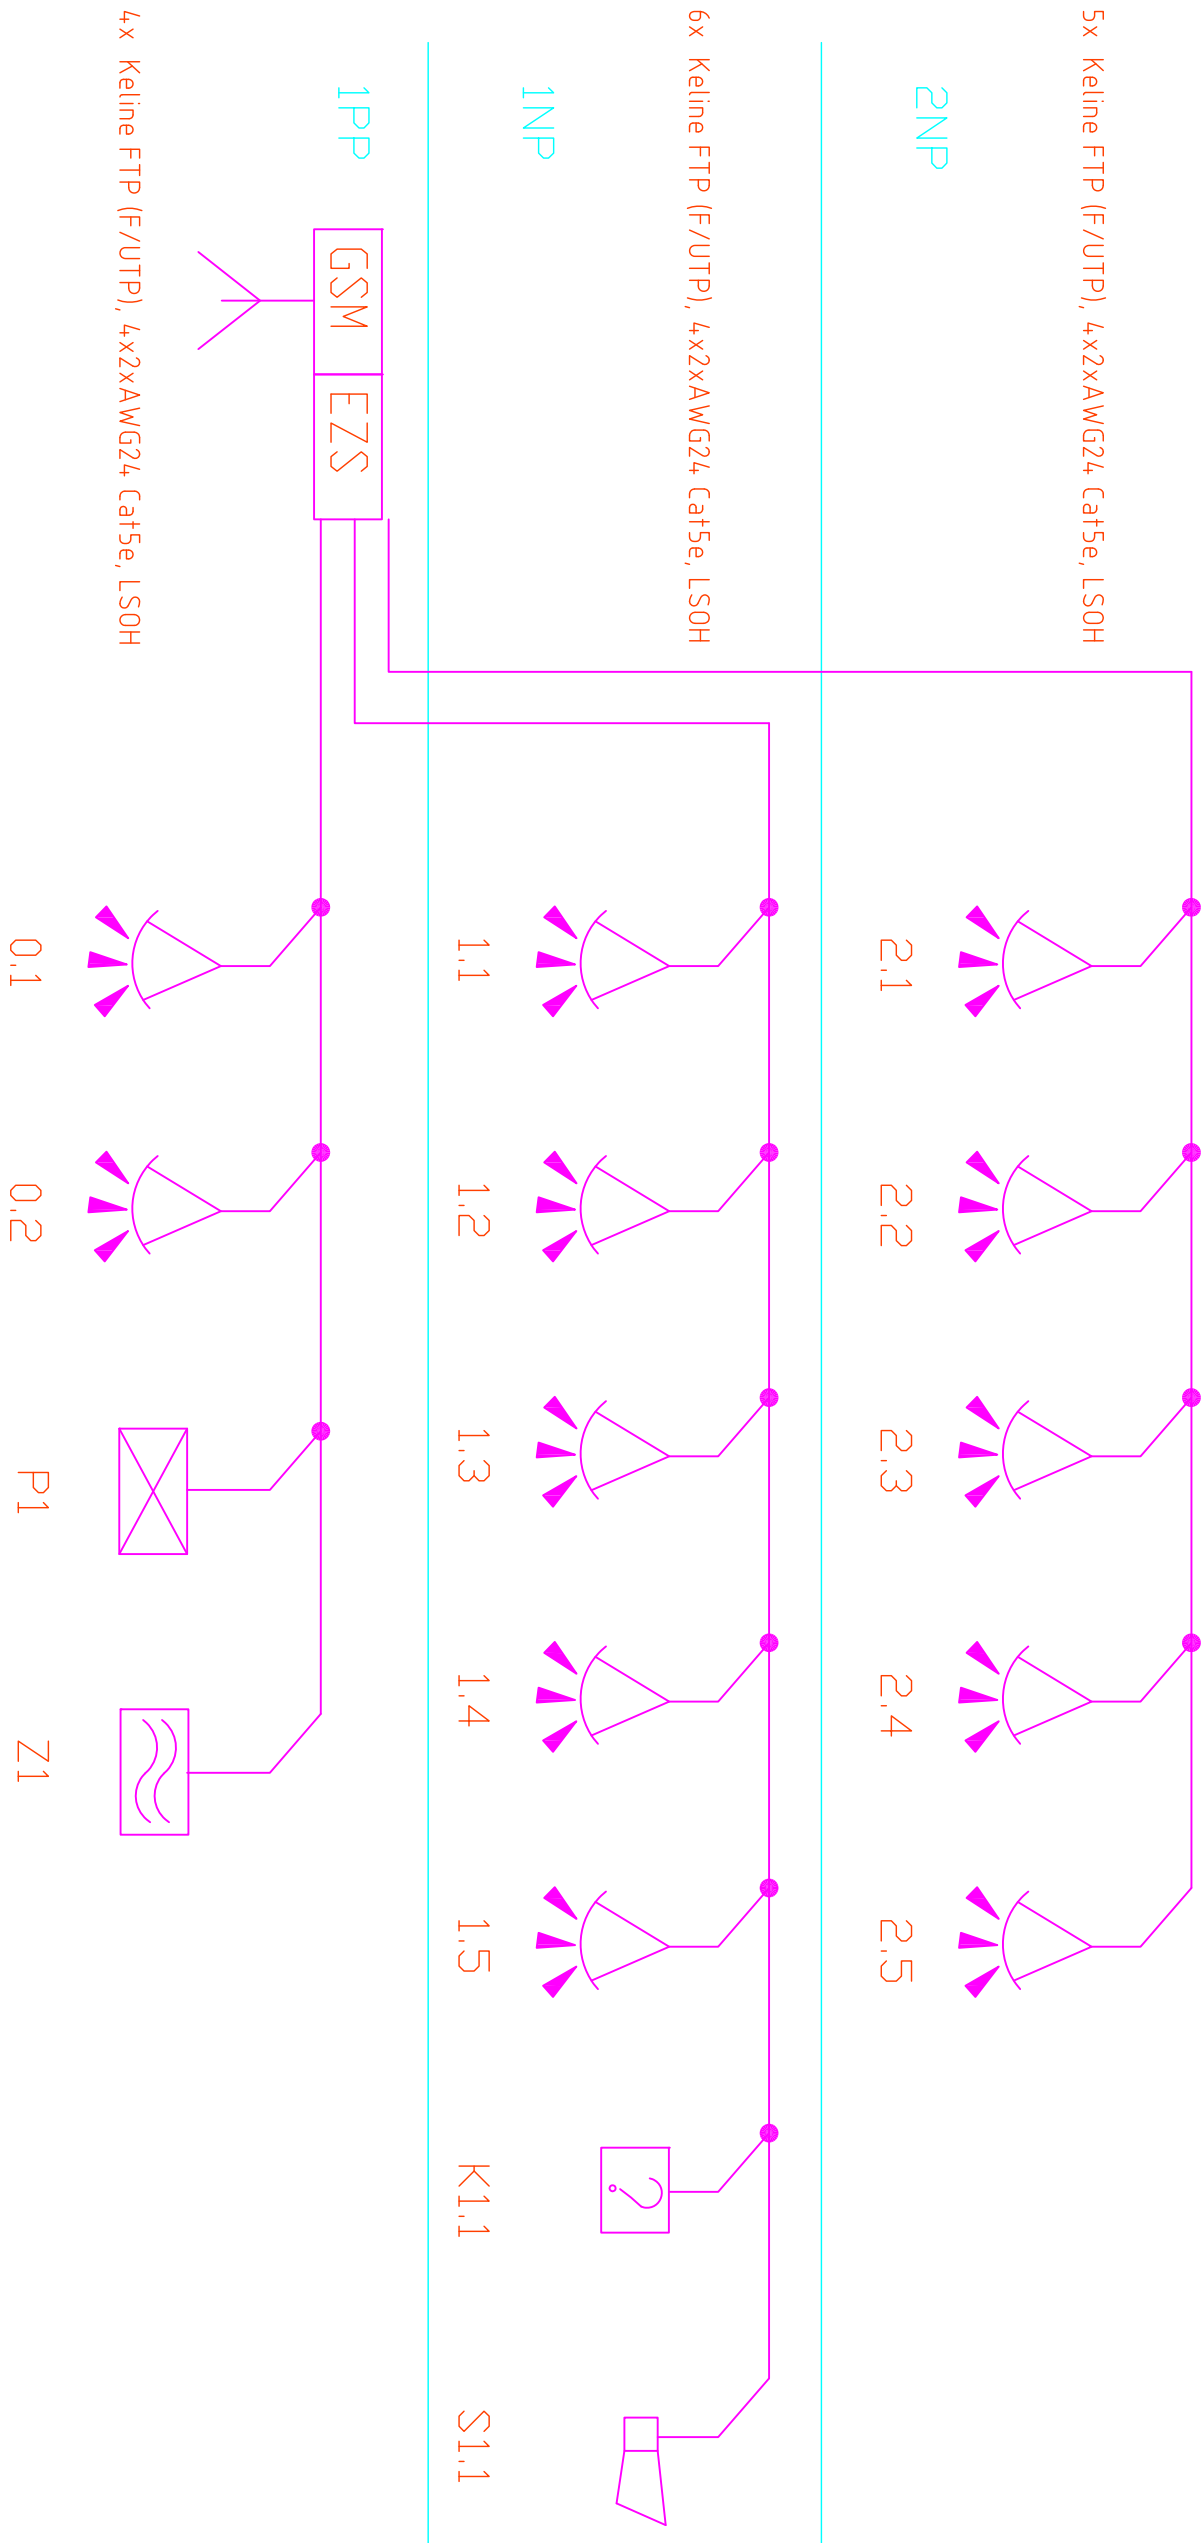 5x Keline FTP (F/UTP), 4x2xAWG24 Cat5e, LSOH
2NP
2.1 2.2 2.3 2.4 2.5
6x Keline FTP (F/UTP), 4x2xAWG24 Cat5e, LSOH
1NP
1.1 1.2 1.3 1.4 1.5 K1.1 S1.1
?
1PP
GSM EZS
4x Keline FTP (F/UTP), 4x2xAWG24 Cat5e, LSOH
0.1 0.2 P1 Z1